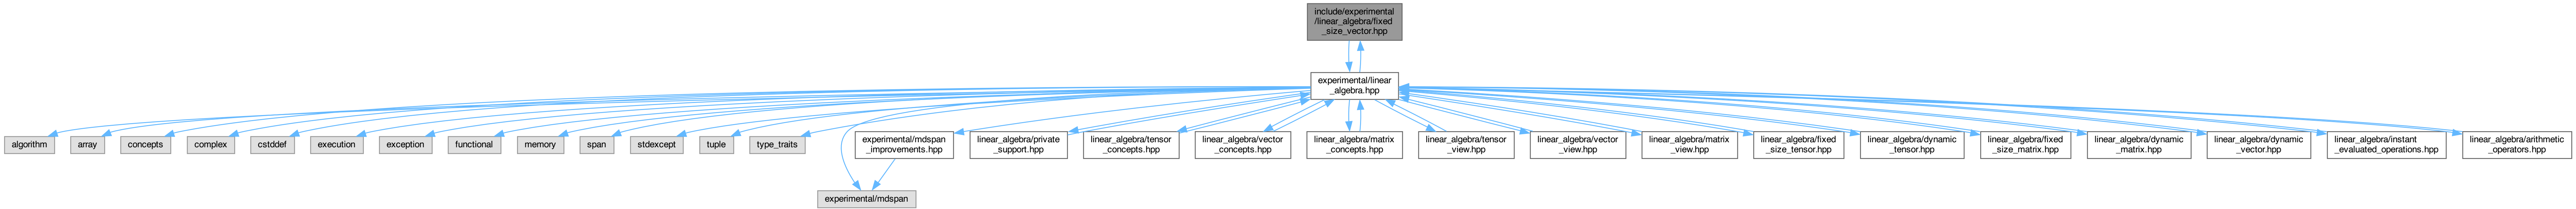 include/experimental
/linear_algebra/fixed
_size_vector.hpp
experimental/linear
_algebra.hpp
algorithm
array
concepts
complex
cstddef
execution
exception
functional
memory
span
stdexcept
tuple
type_traits
experimental/mdspan
_improvements.hpp
linear_algebra/private
_support.hpp
linear_algebra/tensor
_concepts.hpp
linear_algebra/vector
_concepts.hpp
linear_algebra/matrix
_concepts.hpp
linear_algebra/tensor
_view.hpp
linear_algebra/vector
_view.hpp
linear_algebra/matrix
_view.hpp
linear_algebra/fixed
_size_tensor.hpp
linear_algebra/dynamic
_tensor.hpp
linear_algebra/fixed
_size_matrix.hpp
linear_algebra/dynamic
_matrix.hpp
linear_algebra/dynamic
_vector.hpp
linear_algebra/instant
_evaluated_operations.hpp
linear_algebra/arithmetic
_operators.hpp
experimental/mdspan